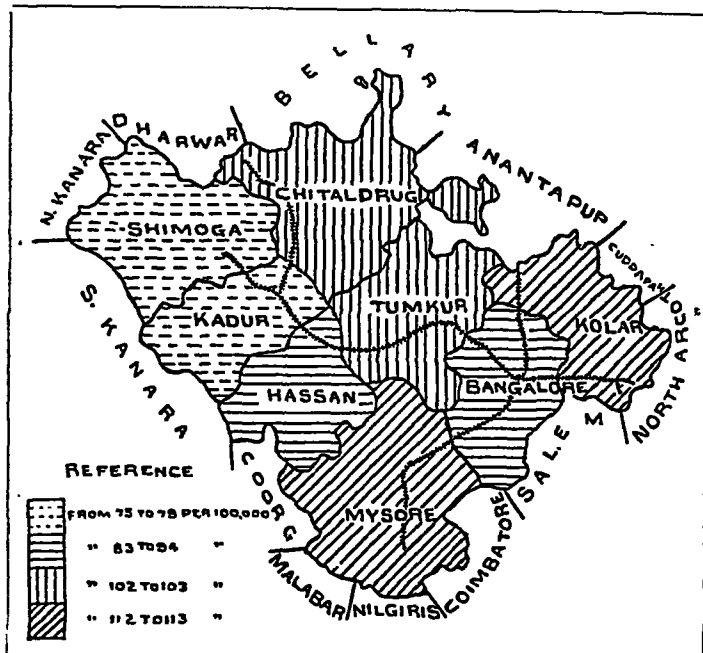 BELLARY
DHARWAR
N. KANARA
ANANTAPUR
CHITALDRUG
SHIMOGA
CUDDAPAH
TUMKUR
KOLAR
NORTH ARCOT
KADUR
S. KANARA
BANGALORE
HASSAN
SALEM
COORG
MYSORE
COIMBATORE
MALABAR
NILGIRIS
REFERENCE
FROM 75 TO 79 PER 100,000
" 83 TO 94 "
" 102 TO 103 "
" 112 TO 113 "